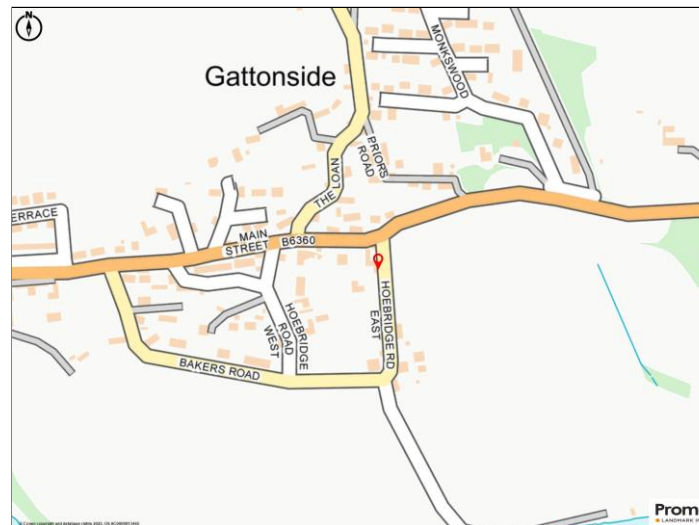 N
Gattonside
MONKSWOOD
PRIORS
ROAD
THE LOAN
ERRACE
MAIN
STREET
B6360
HOEBRIDGE
ROAD
WEST
HOEBRIDGE RD
EAST
BAKERS ROAD
Prom
LANDMARK